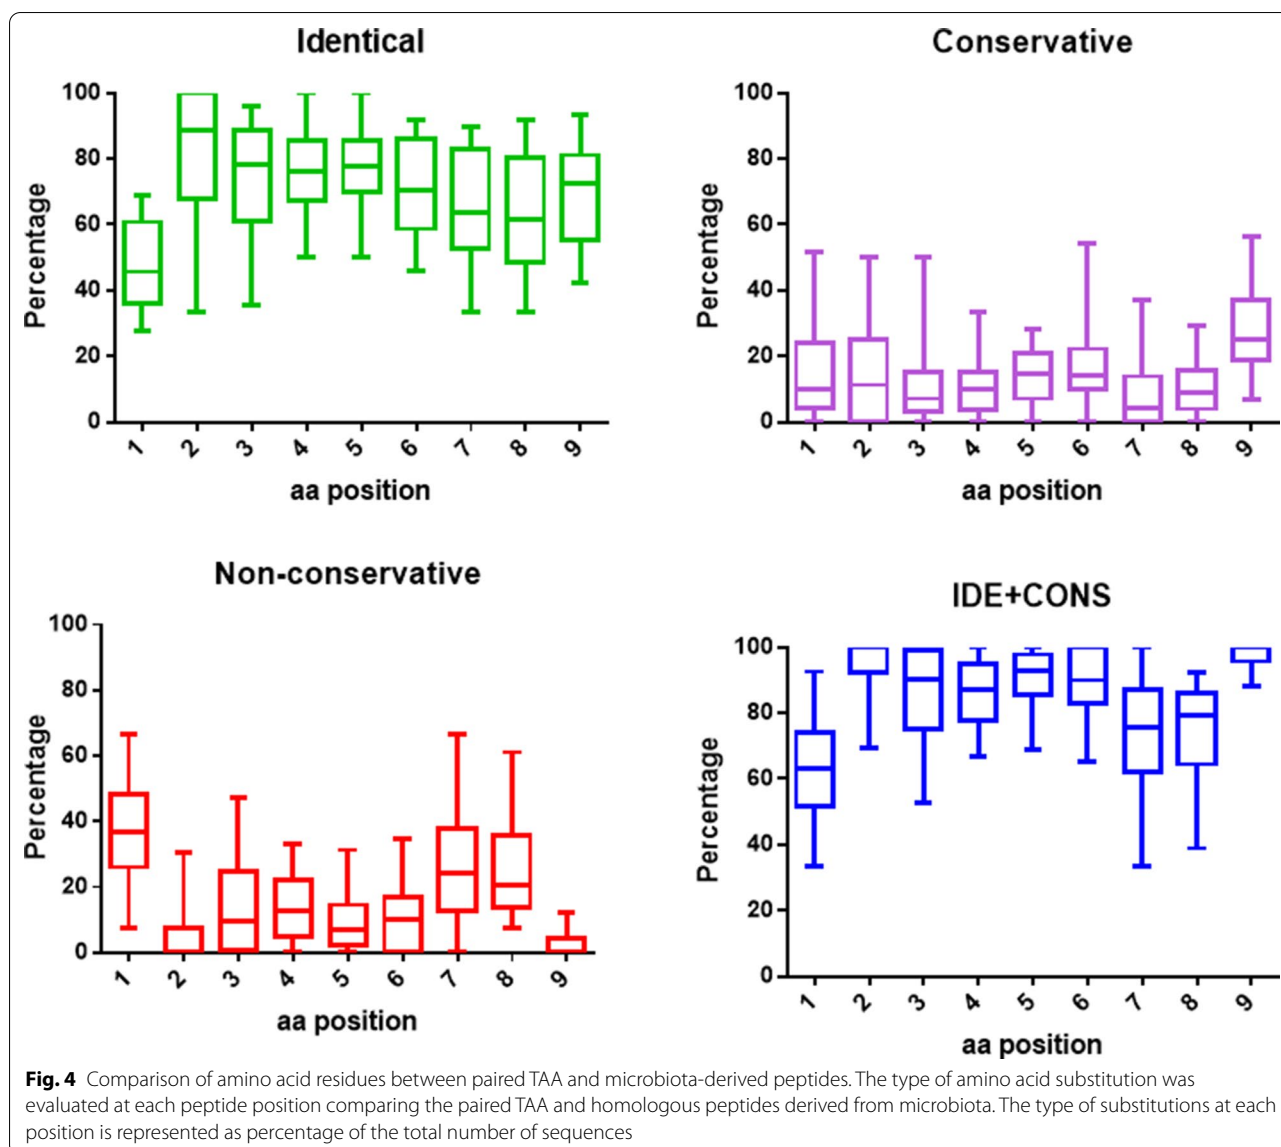 Identical
Percentage
100
80
60
40
20
0
1 2 3 4 5 6 7 8 9
aa position
Conservative
Percentage
100
80
60
40
20
0
1 2 3 4 5 6 7 8 9
aa position
Non-conservative
Percentage
100
80
60
40
20
0
1 2 3 4 5 6 7 8 9
aa position
IDE+CONS
Percentage
100
80
60
40
20
0
1 2 3 4 5 6 7 8 9
aa position
Fig. 4 Comparison of amino acid residues between paired TAA and microbiota-derived peptides. The type of amino acid substitution was
evaluated at each peptide position comparing the paired TAA and homologous peptides derived from microbiota. The type of substitutions at each
position is represented as percentage of the total number of sequences